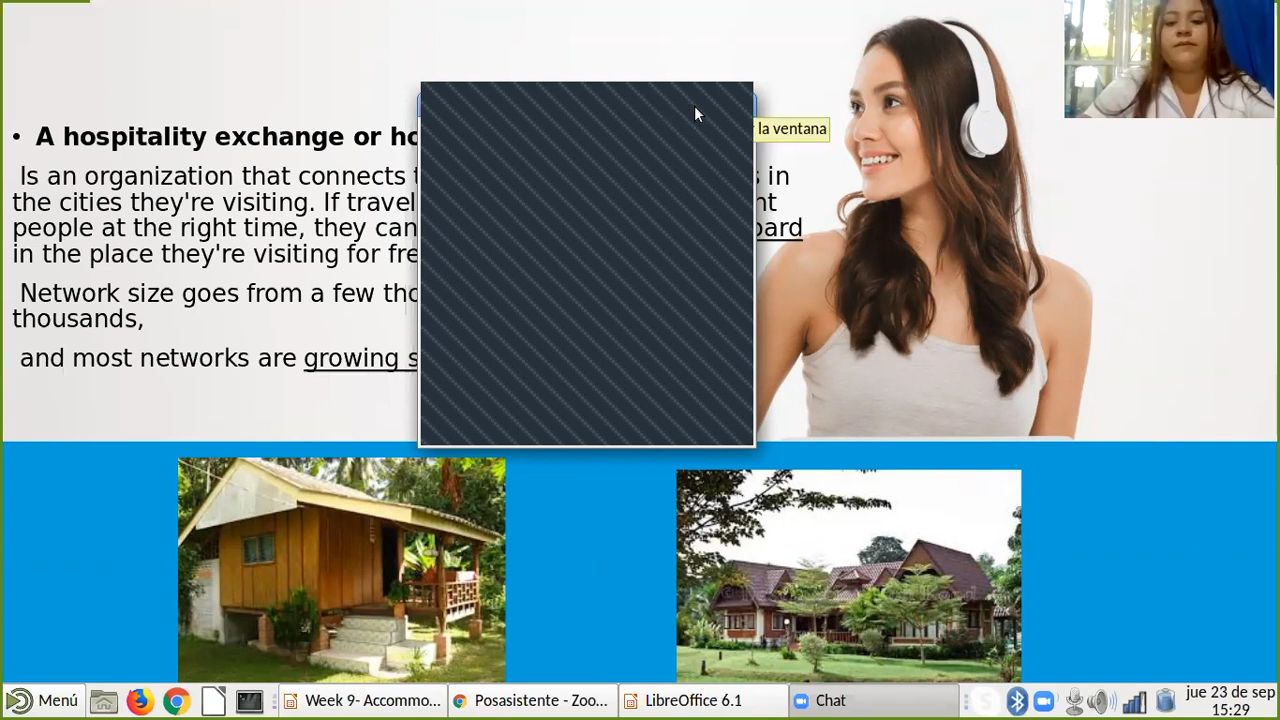 • A hospitality exchange or ho
la ventana
Is an organization that connects in
the cities they're visiting. If travel
people at the right time, they can
in the place they're visiting for fre
Network size goes from a few tho
thousands,
and most networks are growing s
Menú
Week 9- Accommo...
Posasistente - Zoo...
LibreOffice 6.1
Chat
jue 23 de sep
15:29